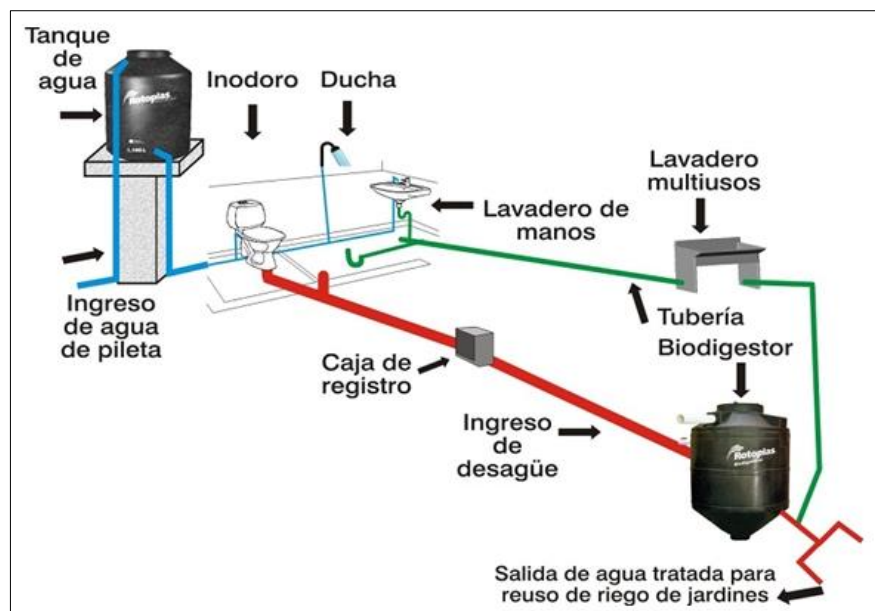 Tanque
de
agua
Rotoplas
Inodoro
Ducha
Lavadero
multiusos
Lavadero de
manos
Ingreso
de agua
de pileta
Tubería
Biodigestor
Caja de
registro
Ingreso
de
desagüe
Rotoplas
Biodigestor
Salida de agua tratada para
reuso de riego de jardines